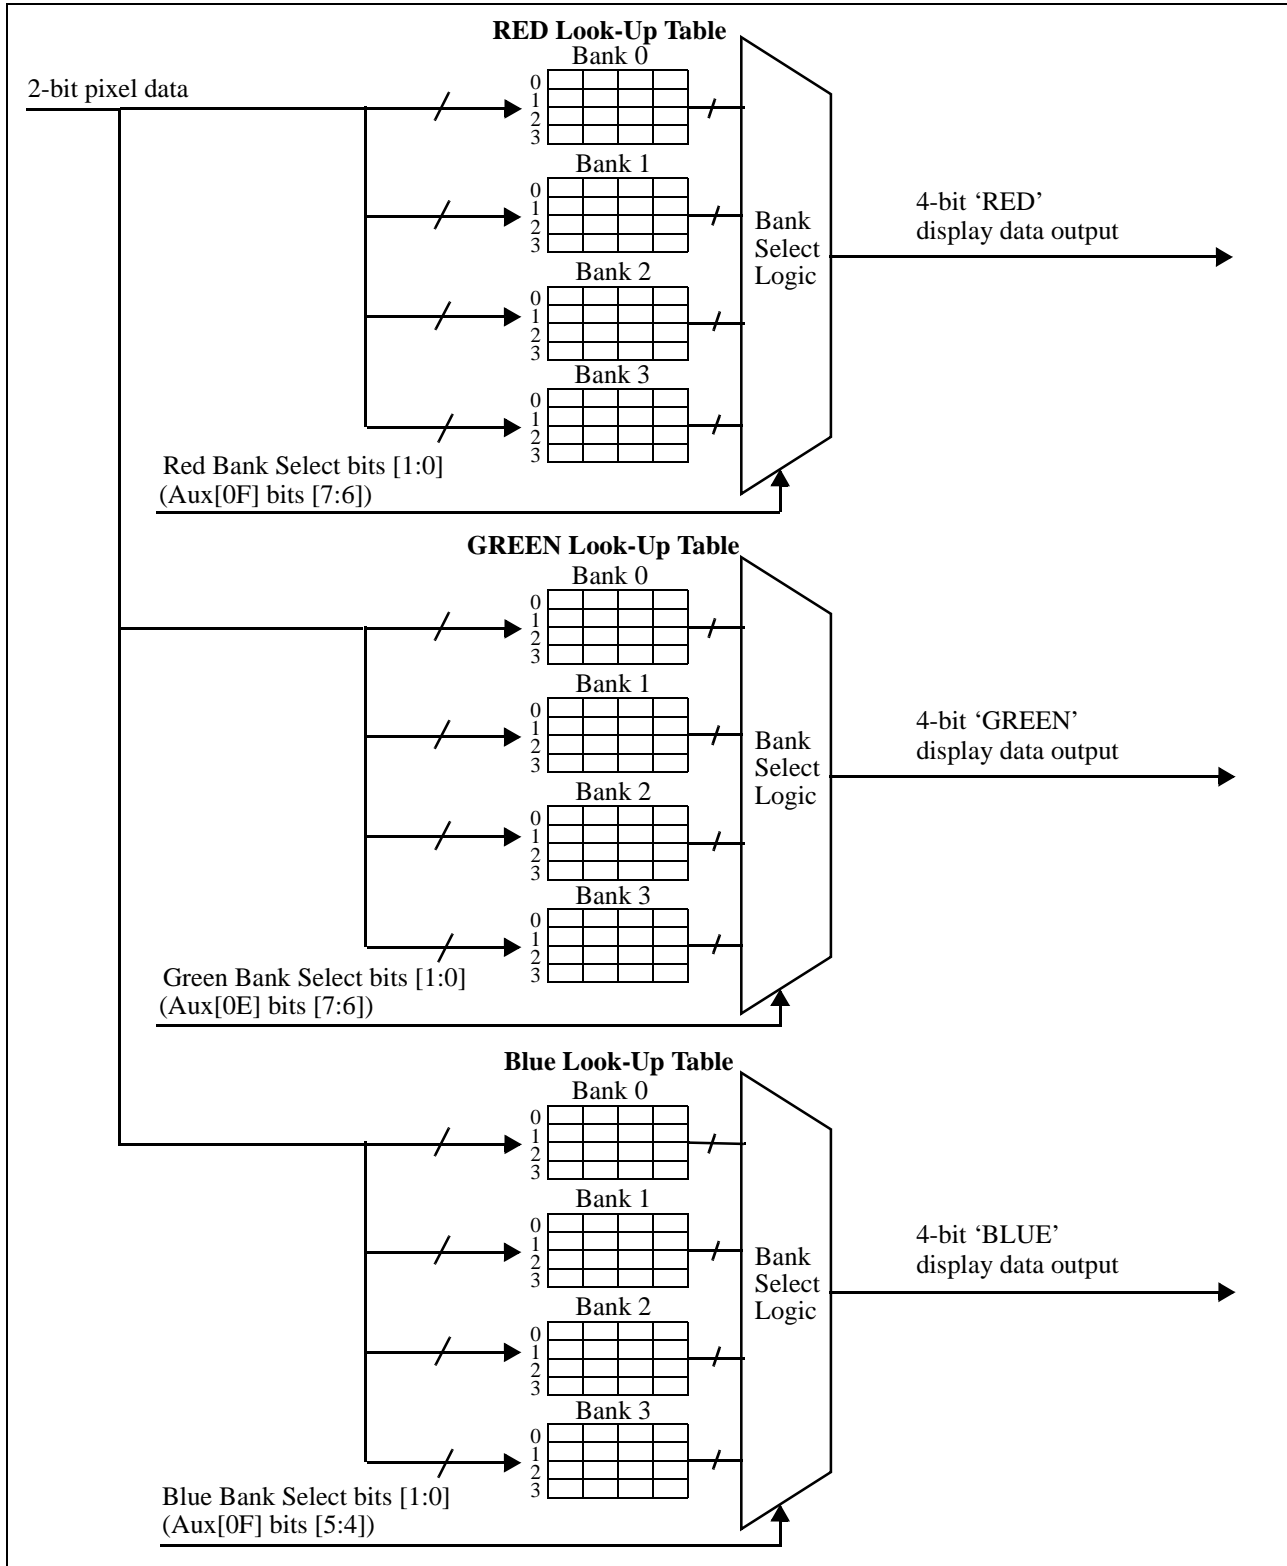 RED Look-Up Table
Bank 0
2-bit pixel data
0
1
2
3
Bank 1
0
1
2
3
4-bit ‘RED’
display data output
Bank
Select
Logic
Bank 2
0
1
2
3
Bank 3
0
1
2
3
Red Bank Select bits [1:0]
(Aux[0F] bits [7:6])
GREEN Look-Up Table
Bank 0
0
1
2
3
Bank 1
0
1
2
3
4-bit ‘GREEN’
display data output
Bank
Select
Logic
Bank 2
0
1
2
3
Bank 3
0
1
2
3
Green Bank Select bits [1:0]
(Aux[0E] bits [7:6])
Blue Look-Up Table
Bank 0
0
1
2
3
Bank 1
0
1
2
3
4-bit ‘BLUE’
display data output
Bank
Select
Logic
Bank 2
0
1
2
3
Bank 3
0
1
2
3
Blue Bank Select bits [1:0]
(Aux[0F] bits [5:4])